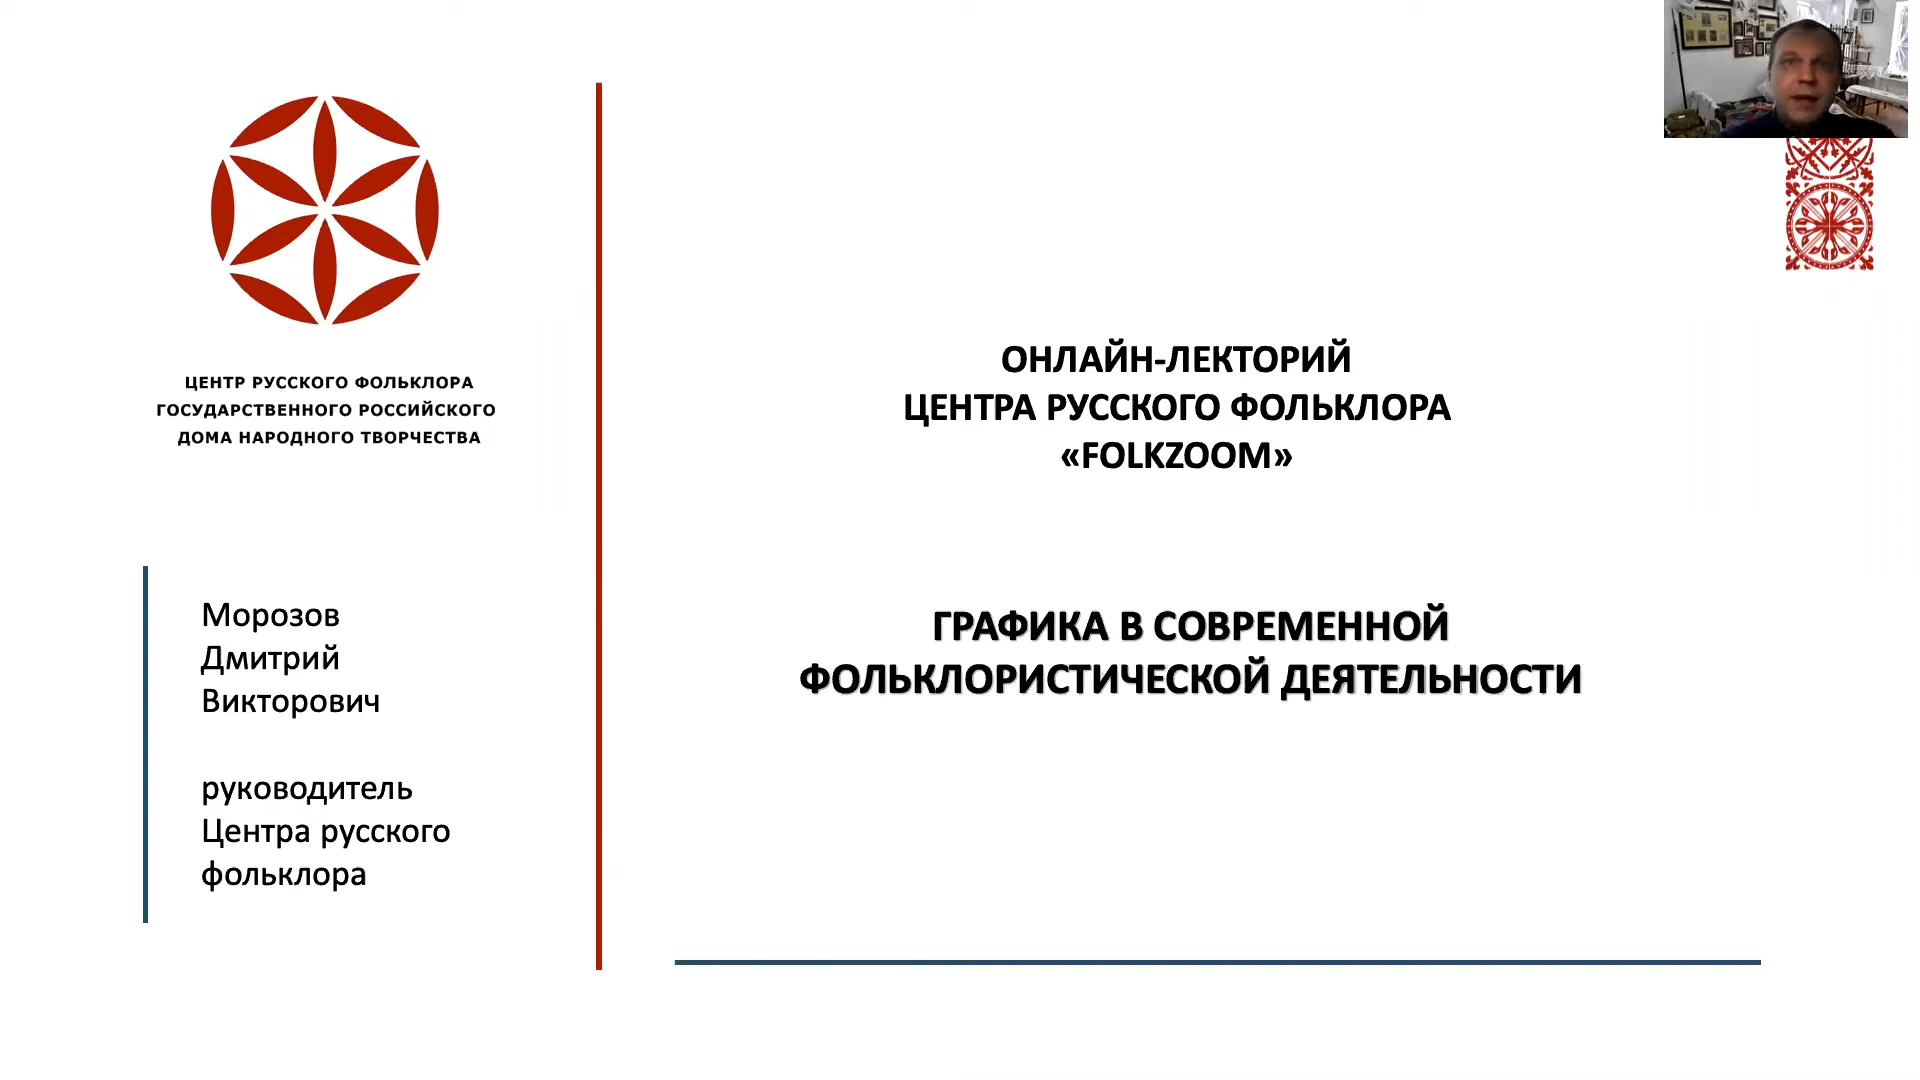 ЦЕНТР РУССКОГО ФОЛЬКЛОРА
ГОСУДАРСТВЕННОГО РОССИЙСКОГО
ДОМА НАРОДНОГО ТВОРЧЕСТВА
Морозов
Дмитрий
Викторович
руководитель
Центра русского
фольклора
ОНЛАЙН-ЛЕКТОРИЙ
ЦЕНТРА РУССКОГО ФОЛЬКЛОРА
«FOLKZOOM»
ГРАФИКА В СОВРЕМЕННОЙ
ФОЛЬКЛОРИСТИЧЕСКОЙ ДЕЯТЕЛЬНОСТИ